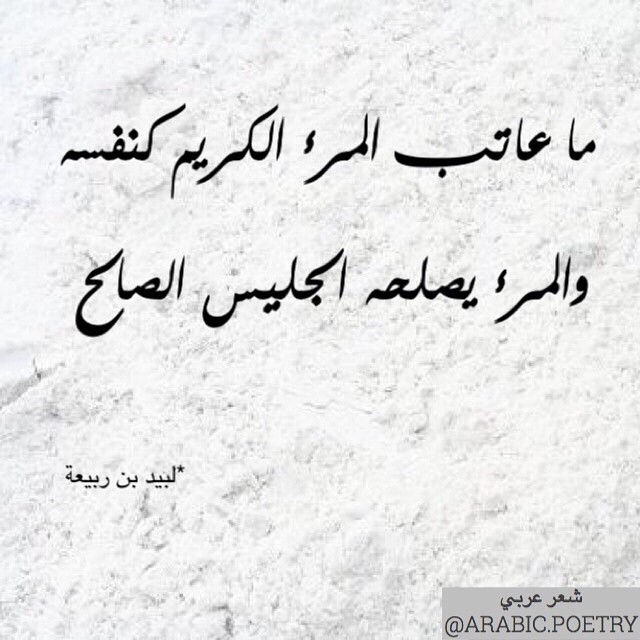 ما عاتب المرء الكريم كنفسه
والمرء يصلحه الجليس الصالح
*لبيد بن ربيعة
شعر عربي
@ARABIC.POETRY